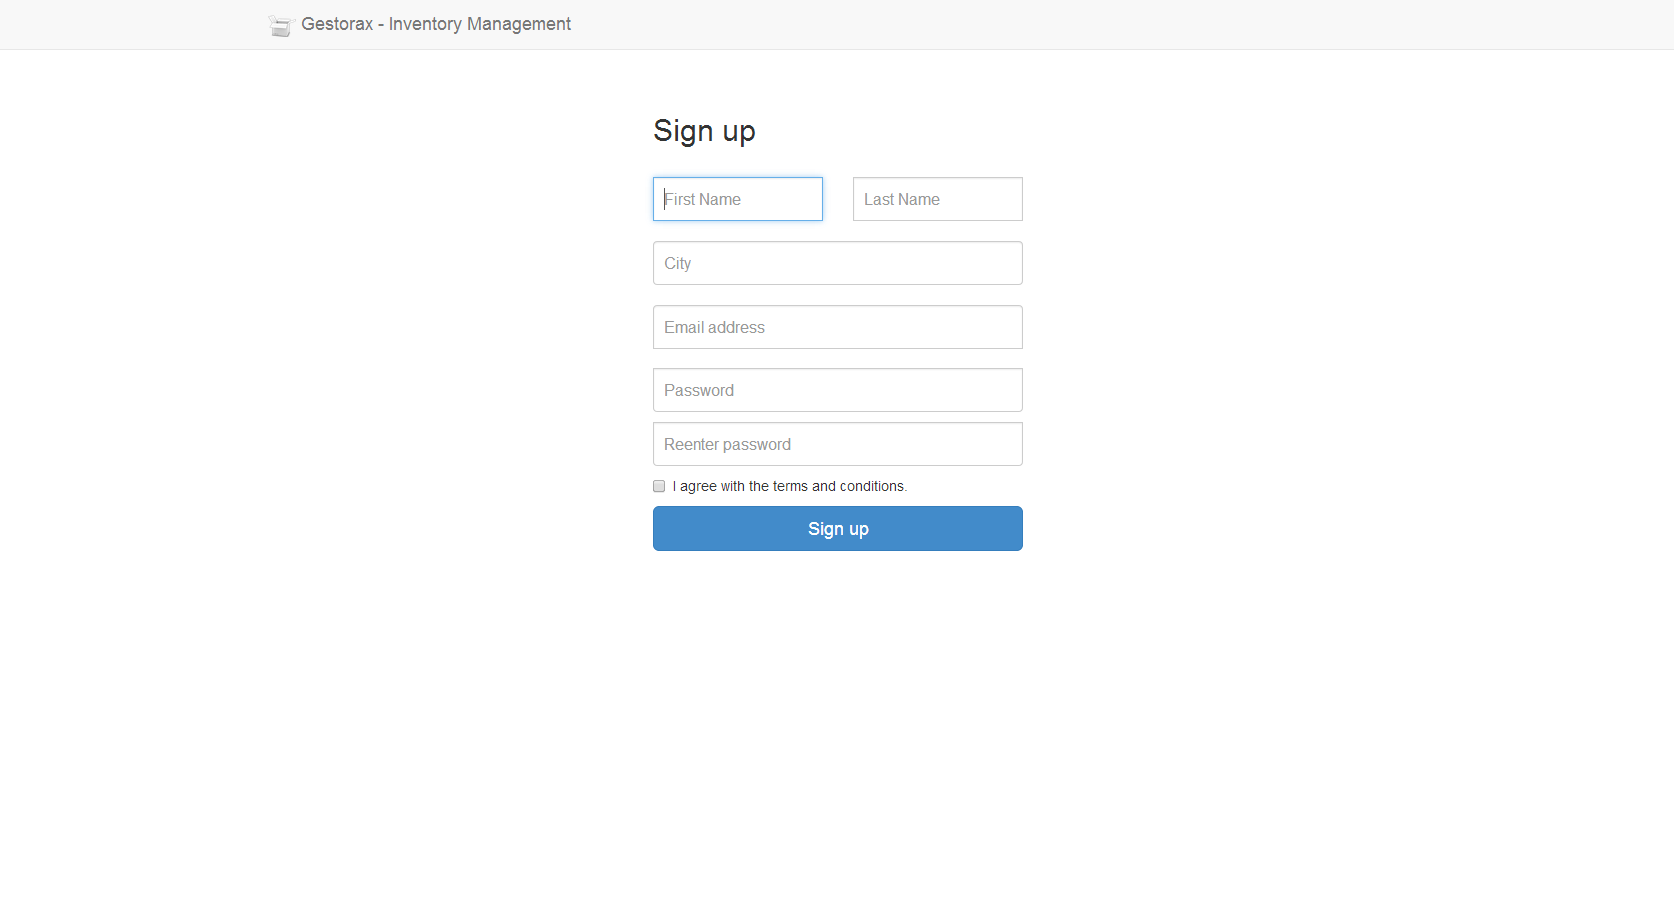 Gestorax - Inventory Management
Sign up
First Name Last Name
City
Email address
Password
Reenter password
I agree with the terms and conditions.
Sign up